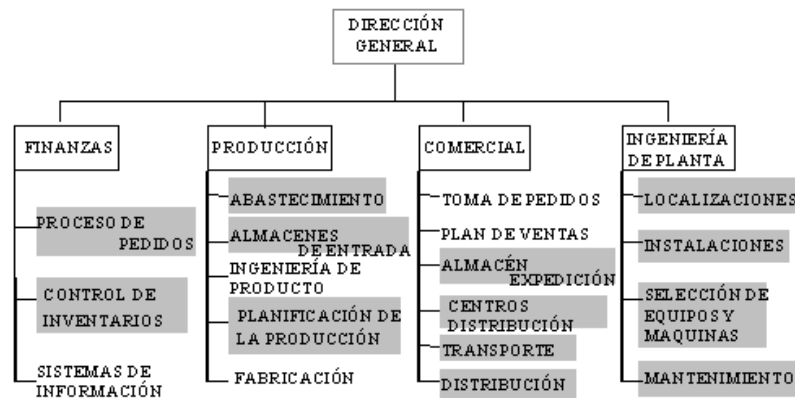 DIRECCIÓN
GENERAL
FINANZAS
PROCESO DE
PEDIDOS
CONTROL DE
INVENTARIOS
SISTEMAS DE
INFORMACIÓN
PRODUCCIÓN
ABASTECIMIENTO
ALMACENES
DE ENTRADA
INGENIERÍA DE
PRODUCTO
PLANIFICACIÓN DE
LA PRODUCCIÓN
FABRICACIÓN
COMERCIAL
TOMA DE PEDIDOS
PLAN DE VENTAS
ALMACÉN
EXPEDICIÓN
CENTROS
DISTRIBUCIÓN
TRANSPORTE
DISTRIBUCIÓN
INGENIERÍA
DE PLANTA
LOCALIZACIONES
INSTALACIONES
SELECCIÓN DE
EQUIPOS Y
MAQUINAS
MANTENIMIENTO